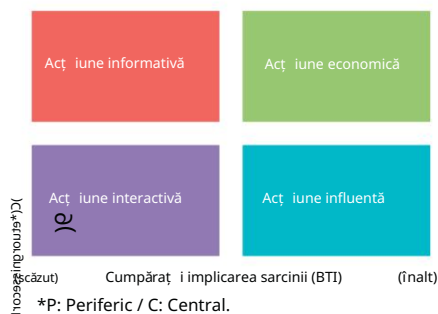 Acț iune informativă
Acț iune economică
Acț iune interactivă
Acț iune influentă
(scăzut)
Cumpăraț i implicarea sarcinii (BTI)
(înalt)
*P: Periferic / C: Central.